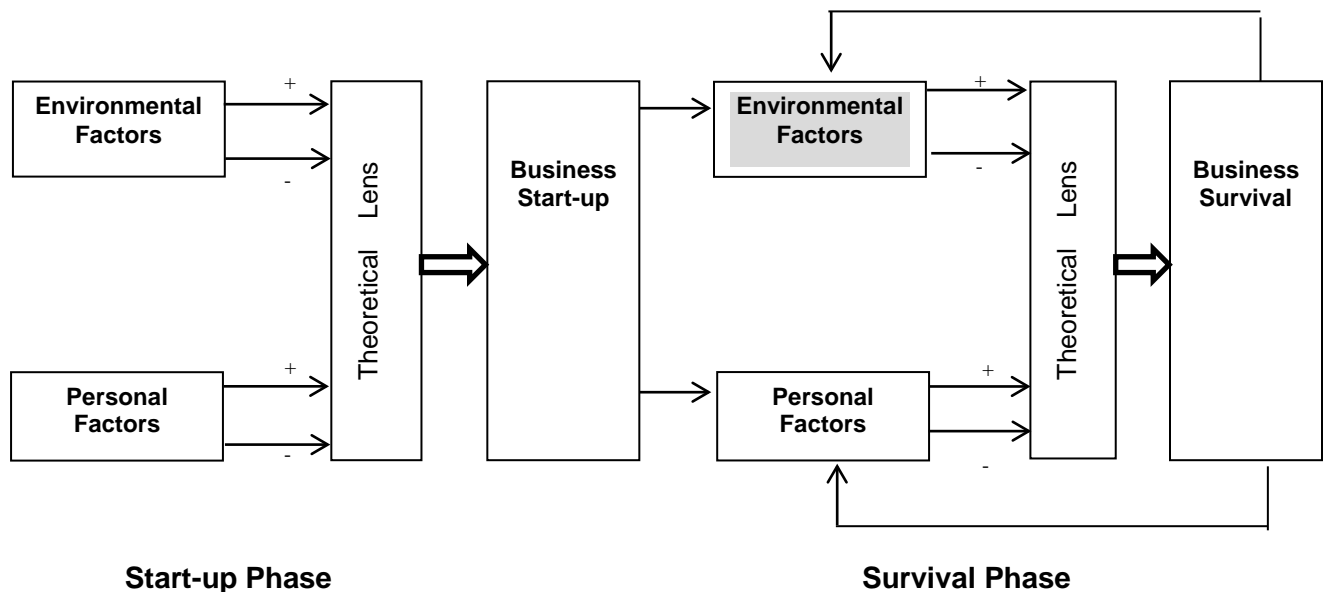 Environmental
Factors
+
-
Personal
Factors
+
-
Theoretical Lens
Business
Start-up
Environmental
Factors
+
-
Personal
Factors
+
-
Theoretical Lens
Business
Survival
Start-up Phase
Survival Phase